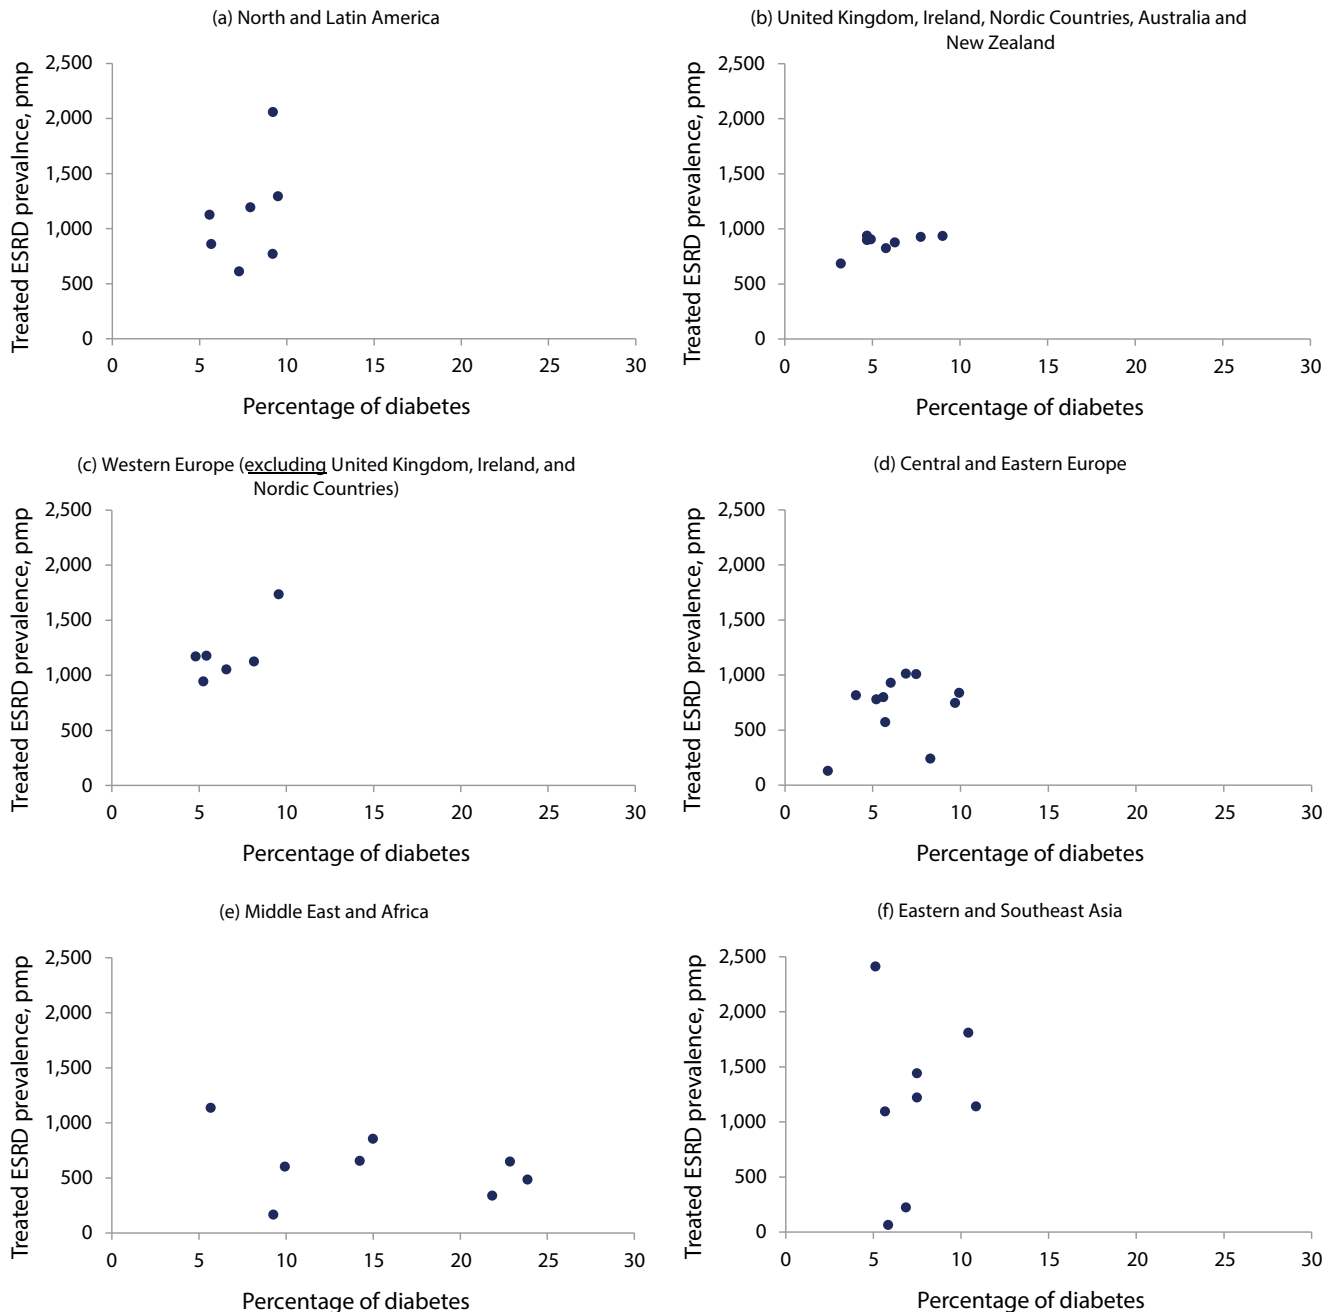 (a) North and Latin America
Treated ESRD prevalnce, pmp
2,500
2,000
1,500
1,000
500
0
0 5 10 15 20 25 30
Percentage of diabetes
(b) United Kingdom, Ireland, Nordic Countries, Australia and
New Zealand
Treated ESRD prevalence, pmp
2,500
2,000
1,500
1,000
500
0
0 5 10 15 20 25 30
Percentage of diabetes
(c) Western Europe (excluding United Kingdom, Ireland, and
Nordic Countries)
Treated ESRD prevalence, pmp
2,500
2,000
1,500
1,000
500
0
0 5 10 15 20 25 30
Percentage of diabetes
(d) Central and Eastern Europe
Treated ESRD prevalence, pmp
2,500
2,000
1,500
1,000
500
0
0 5 10 15 20 25 30
Percentage of diabetes
(e) Middle East and Africa
Treated ESRD prevalence, pmp
2,500
2,000
1,500
1,000
500
0
0 5 10 15 20 25 30
Percentage of diabetes
(f) Eastern and Southeast Asia
Treated ESRD prevalence, pmp
2,500
2,000
1,500
1,000
500
0
0 5 10 15 20 25 30
Percentage of diabetes